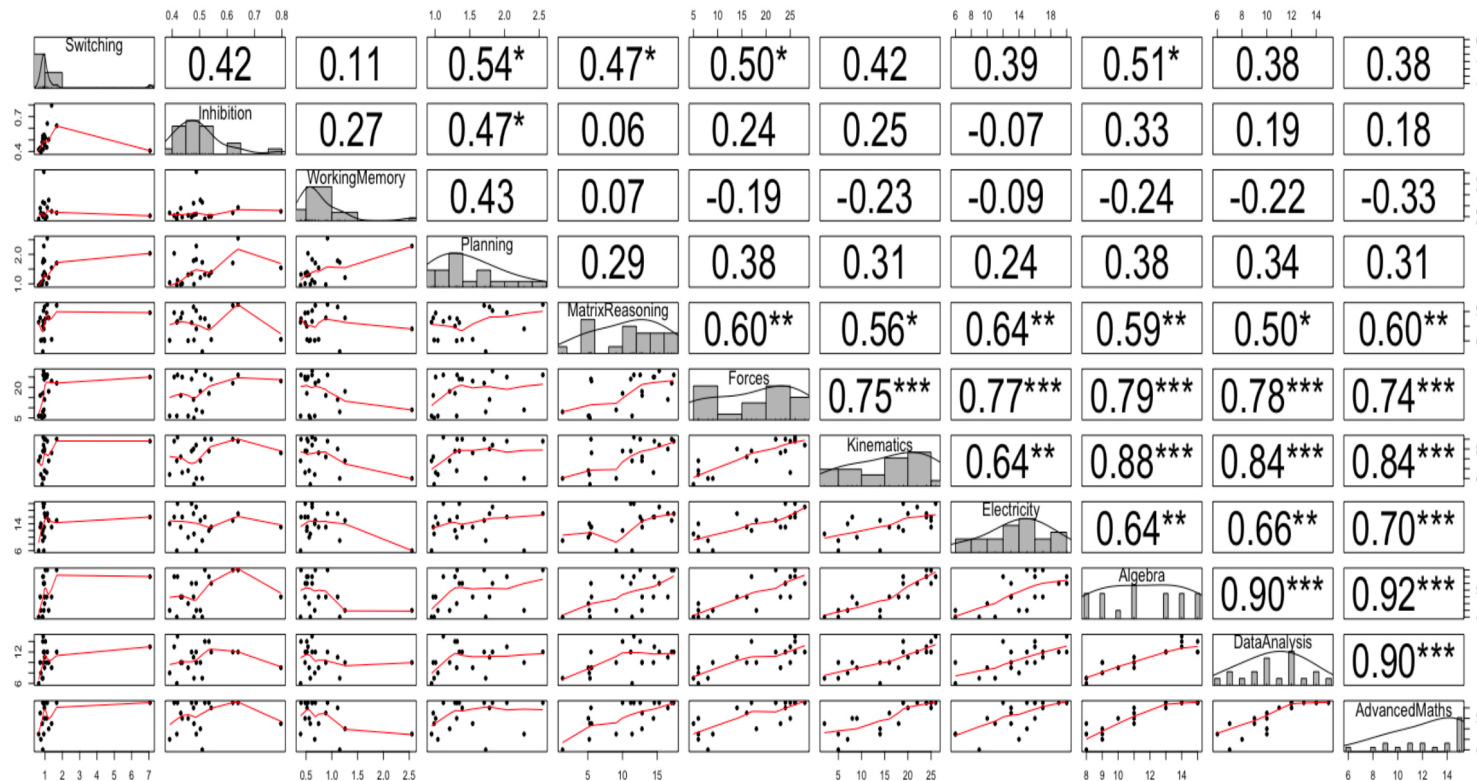 0.4 0.5 0.6 0.7 0.8 1.0 1.5 2.0 2.5 5 10 15 20 25 6 8 10 14 18 6 8 10 12 14
Switching 0.42 0.11 0.54* 0.47* 0.50* 0.42 0.39 0.51* 0.38 0.38
0.4 0.7 Inhibition 0.27 0.47* 0.06 0.24 0.25 -0.07 0.33 0.19 0.18
WorkingMemory 0.43 0.07 -0.19 -0.23 -0.09 -0.24 -0.22 -0.33
1.0 2.0 Planning 0.29 0.38 0.31 0.24 0.38 0.34 0.31
MatrixReasoning 0.60** 0.56* 0.64** 0.59** 0.50* 0.60**
5 20 Forces 0.75*** 0.77*** 0.79*** 0.78*** 0.74***
Kinematics 0.64** 0.88*** 0.84*** 0.84***
6 14 Electricity 0.64** 0.66** 0.70***
Algebra 0.90*** 0.92***
6 12 DataAnalysis 0.90***
AdvancedMaths
1 2 3 4 5 6 7 0.5 1.0 1.5 2.0 2.5 5 10 15 5 10 15 20 25 8 9 10 11 12 13 14 6 8 10 12 14